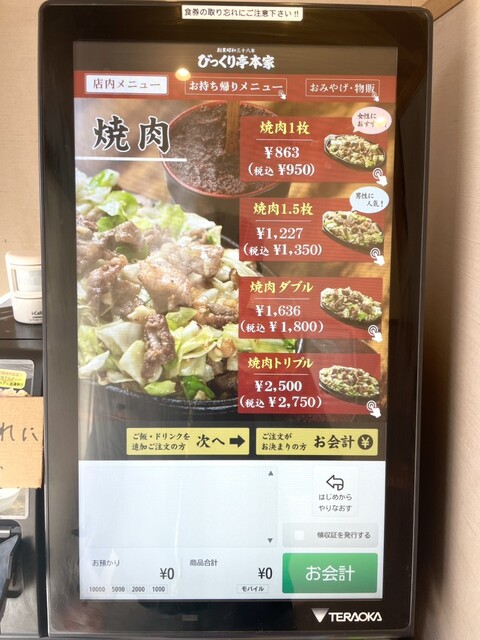 食券の取り忘れにご注意下さい!!
創業昭和三十八年
びっくり亭本家
店内メニュー
お持ち帰りメニュー
おみやげ・物販
焼肉
焼肉1枚
¥863
(税込 ¥950)
女性に
おすすめ
焼肉1.5枚
¥1,227
(税込 ¥1,350)
男性に
人気!
焼肉ダブル
¥1,636
(税込 ¥1,800)
焼肉トリプル
¥2,500
(税込 ¥2,750)
ご飯・ドリンクを
追加ご注文の方
次へ
ご注文が
お決まりの方
お会計 ¥
はじめから
やりなおす
領収証を発行する
お預かり
¥0
商品合計
¥0
10000 5000 2000 1000
モバイル
お会計
TERAOKA
れに